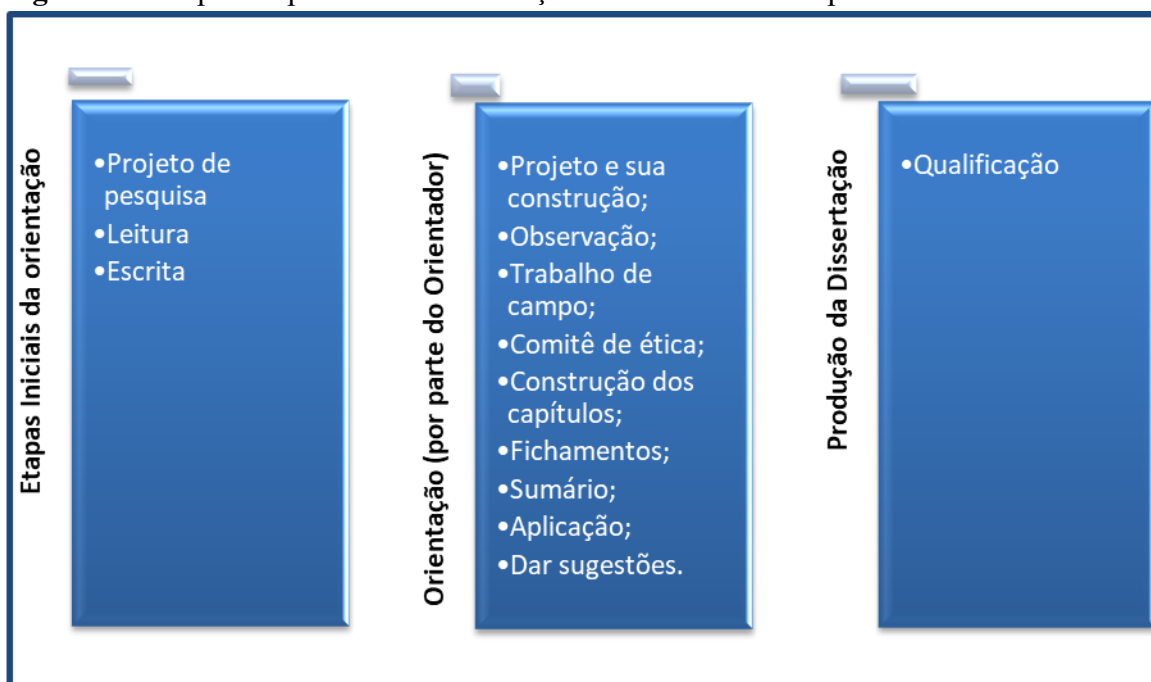 Etapas Iniciais da orientação
•Projeto de
pesquisa
•Leitura
•Escrita
Orientação (por parte do Orientador)
•Projeto e sua
construção;
•Observação;
•Trabalho de
campo;
•Comitê de ética;
•Construção dos
capítulos;
•Fichamentos;
•Sumário;
•Aplicação;
•Dar sugestões.
Produção da Dissertação
•Qualificação